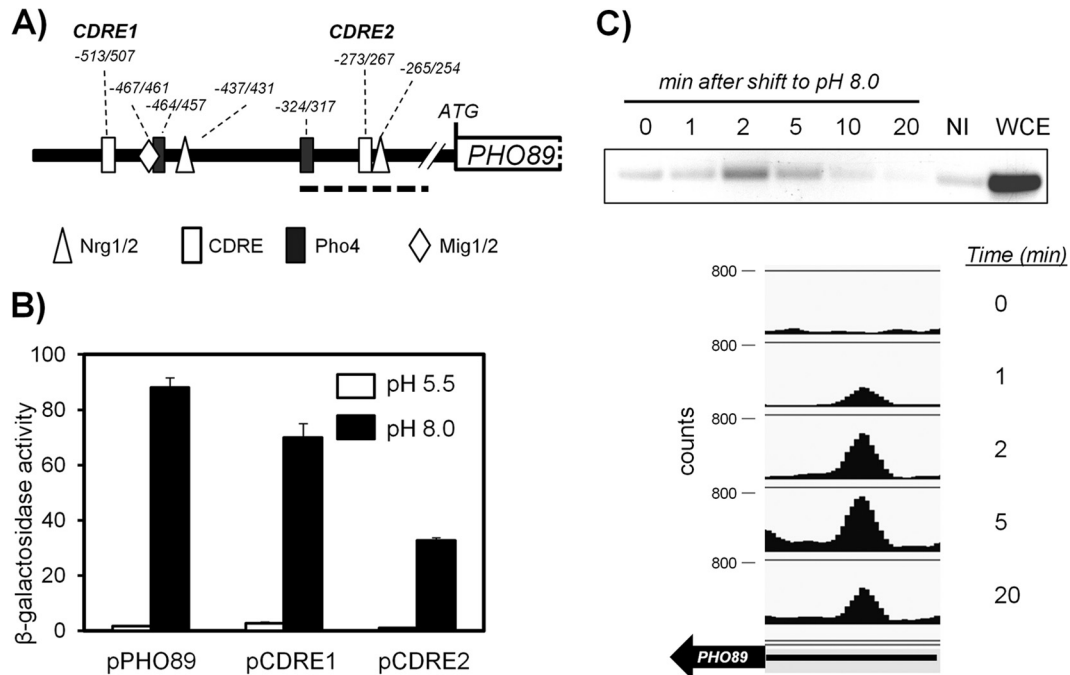 A)
CDRE1
-513/507
-467/461
-464/457
-437/431
-324/317
CDRE2
-273/267
-265/254
ATG
PHO89
Nrg1/2
CDRE
Pho4
Mig1/2
B)
β-galactosidase activity
100
80
60
40
20
0
pH 5.5
pH 8.0
pPHO89
pCDRE1
pCDRE2
C)
min after shift to pH 8.0
0 1 2 5 10 20 NI WCE
Time (min)
counts
800
0
800
1
800
2
800
5
800
20
PHO89